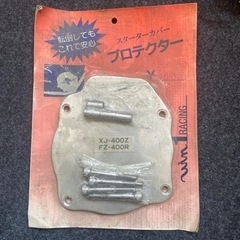 転倒しても
これで安心
スターターカバー
プロテクター
win1
RACING
XJ-400Z
FZ-400R